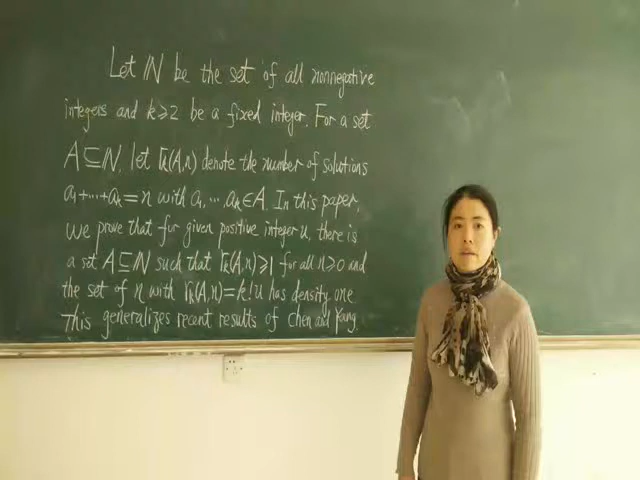 Let ℕ be the set of all nonnegative
integers and k⩾2 be a fixed integer. For a set
A⊆ℕ, let rₖ(A,n) denote the number of solutions
a₁+⋯+aₖ=n with a₁,⋯aₖ∈A. In this paper,
we prove that for given positive integer u, there is
a set A⊆ℕ such that rₖ(A,n)⩾1 for all n⩾0 and
the set of n with rₖ(A,n)=k!u has density one.
This generalizes recent results of Chen and Yang.